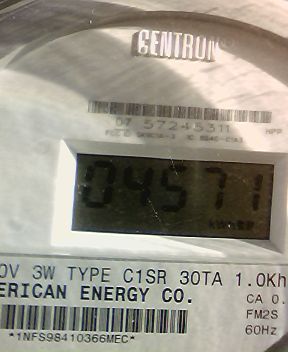 CENTRON
07 57245311
HPP
04571
0V 3W TYPE C1SR 30TA 1.0Kh
ERICAN ENERGY CO.
CA 0.
FM2S
60Hz
*1NFS98410366MEC*